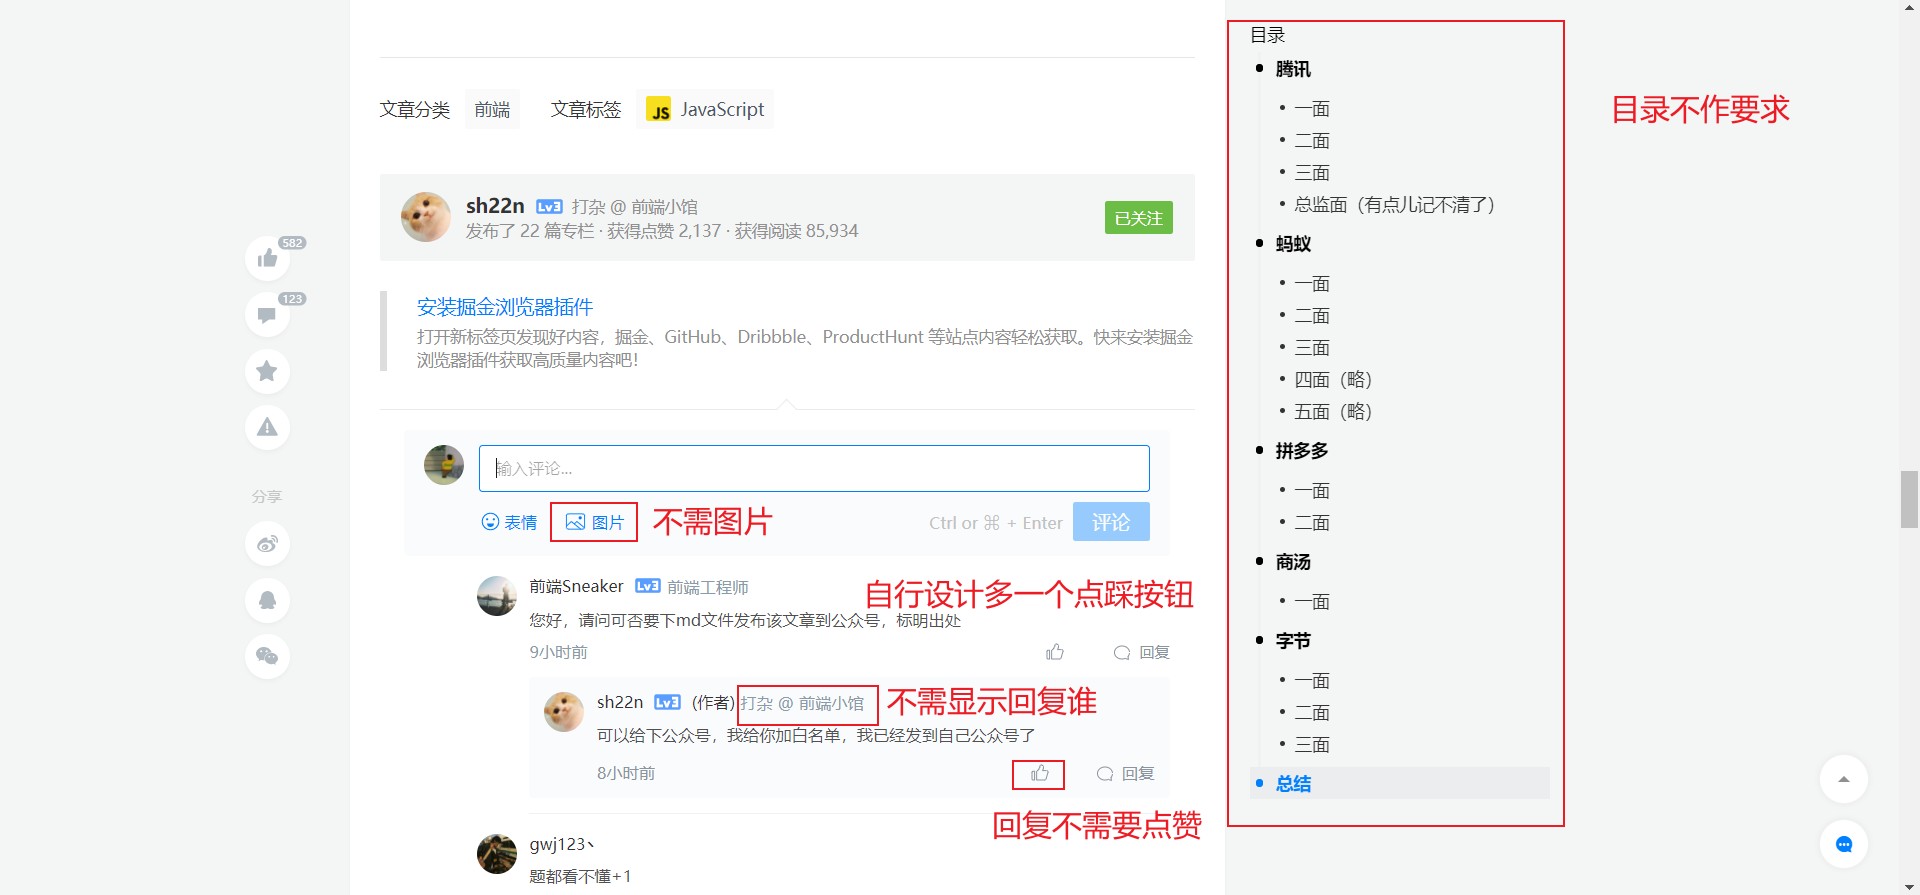 文章分类 前端 文章标签 JS JavaScript
sh22n Lv3 打杂 @ 前端小馆
发布了 22 篇专栏 · 获得点赞 2,137 · 获得阅读 85,934
已关注
582
123
分享
安装掘金浏览器插件
打开新标签页发现好内容，掘金、GitHub、Dribbble、ProductHunt 等站点内容轻松获取。快来安装掘金
浏览器插件获取高质量内容吧！
输入评论...
表情 图片 不需图片 Ctrl or ⌘ + Enter 评论
前端Sneaker Lv3 前端工程师
自行设计多一个点踩按钮
您好，请问可否要下md文件发布该文章到公众号，标明出处
9小时前 回复
sh22n Lv3 (作者) 打杂 @ 前端小馆 不需显示回复谁
可以给下公众号，我给你加白名单，我已经发到自己公众号了
8小时前 回复
回复不需要点赞
gwj123丶
题都看不懂+1
目录
腾讯
一面
二面
三面
总监面（有点儿记不清了）
蚂蚁
一面
二面
三面
四面（略）
五面（略）
拼多多
一面
二面
商汤
一面
字节
一面
二面
三面
总结
目录不作要求